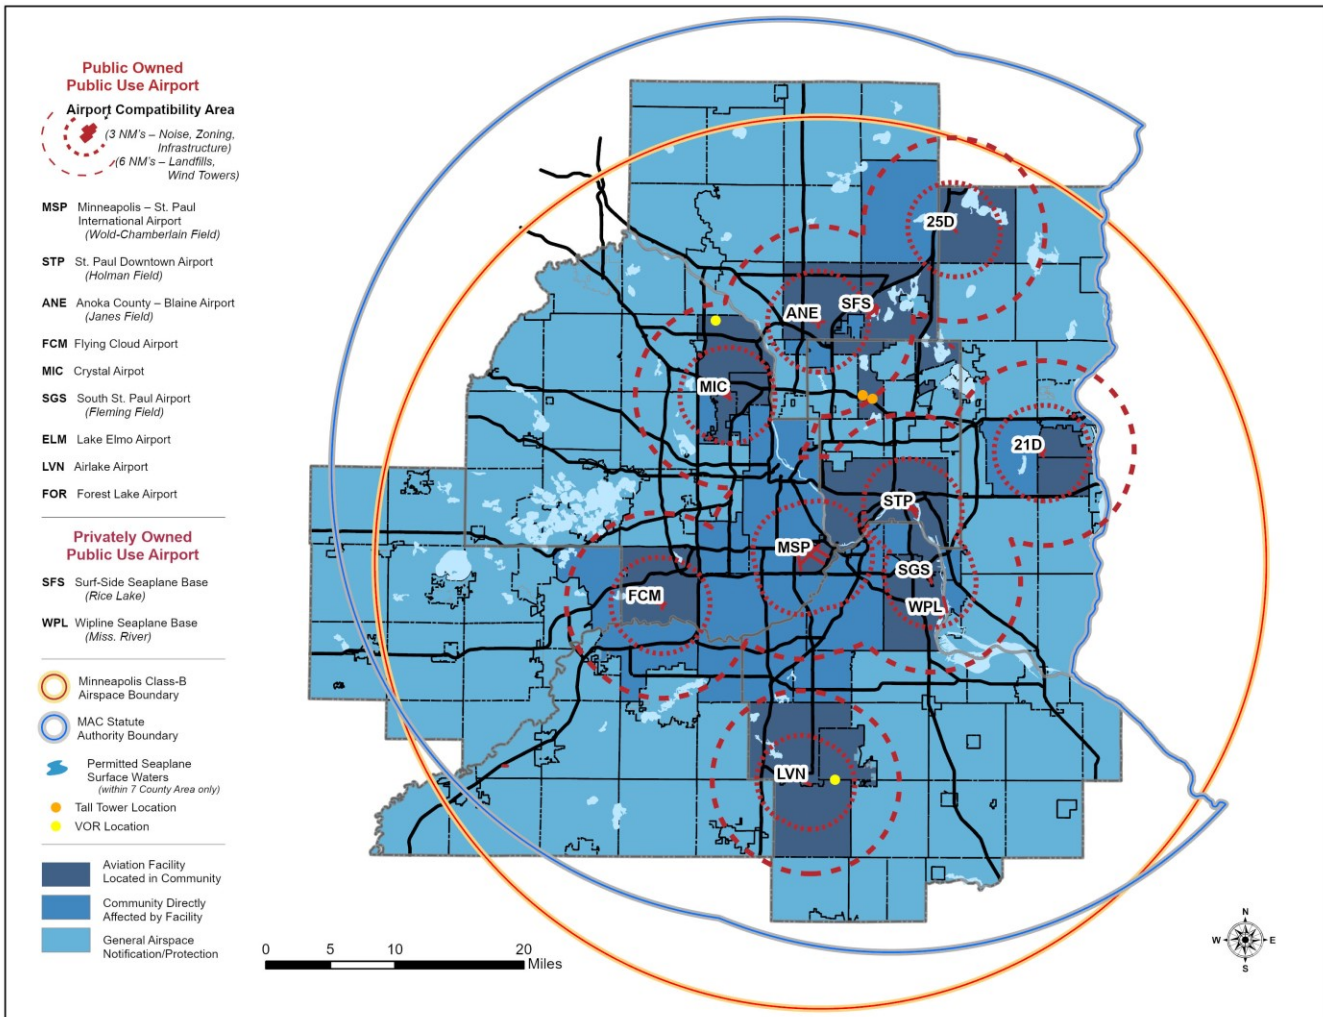 Public Owned
Public Use Airport
Airport Compatibility Area
(3 NM's – Noise, Zoning,
Infrastructure)
(6 NM's – Landfills,
Wind Towers)
MSP Minneapolis – St. Paul
International Airport
(Wold-Chamberlain Field)
STP St. Paul Downtown Airport
(Holman Field)
ANE Anoka County – Blaine Airport
(Janes Field)
FCM Flying Cloud Airport
MIC Crystal Airpot
SGS South St. Paul Airport
(Fleming Field)
ELM Lake Elmo Airport
LVN Airlake Airport
FOR Forest Lake Airport
Privately Owned
Public Use Airport
SFS Surf-Side Seaplane Base
(Rice Lake)
WPL Wipline Seaplane Base
(Miss. River)
Minneapolis Class-B
Airspace Boundary
MAC Statute
Authority Boundary
Permitted Seaplane
Surface Waters
(within 7 County Area only)
Tall Tower Location
VOR Location
Aviation Facility
Located in Community
Community Directly
Affected by Facility
General Airspace
Notification/Protection
25D
SFS
ANE
MIC
21D
STP
MSP
SGS
FCM
WPL
LVN
0 5 10 20
Miles
N
W E
S